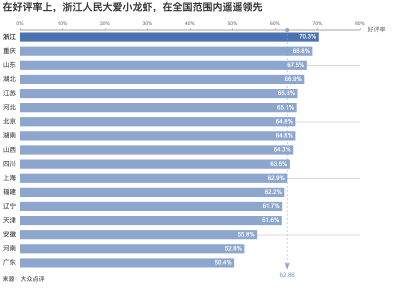 在好评率上，浙江人民大爱小龙虾，在全国范围内遥遥领先
0% 10% 20% 30% 40% 50% 60% 70% 80%
好评率
浙江 70.3%
重庆 68.8%
山东 67.5%
湖北 66.9%
江苏 65.3%
河北 65.1%
北京 64.8%
湖南 64.6%
山西 64.3%
四川 63.5%
上海 62.9%
福建 62.2%
辽宁 61.7%
天津 61.6%
安徽 55.8%
河南 52.8%
广东 50.4%
62.86
来源：大众点评